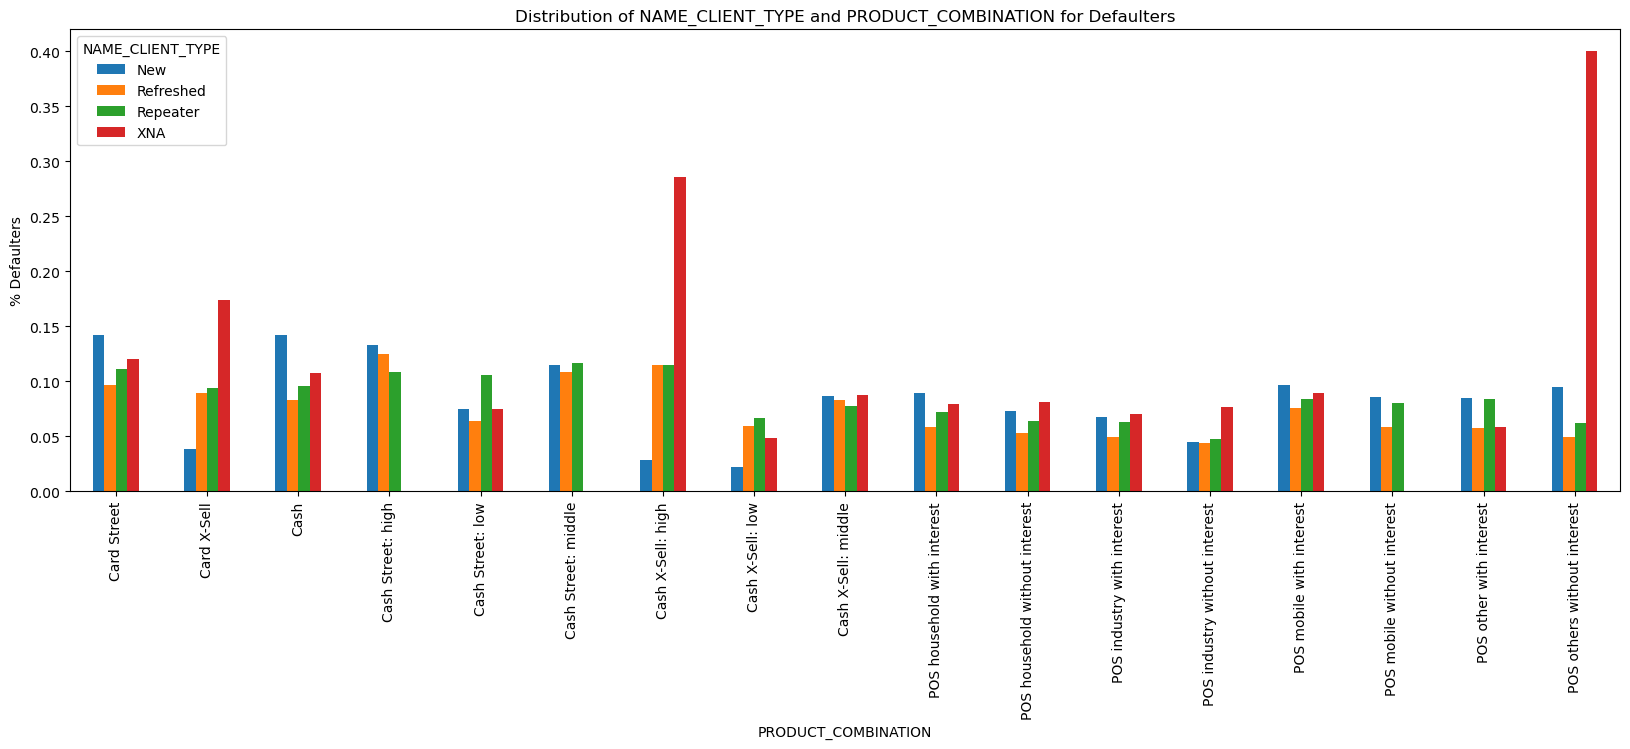 Distribution of NAME_CLIENT_TYPE and PRODUCT_COMBINATION for Defaulters
NAME_CLIENT_TYPE
New
Refreshed
Repeater
XNA
% Defaulters
0.40
0.35
0.30
0.25
0.20
0.15
0.10
0.05
0.00
Card Street
Card X-Sell
Cash
Cash Street: high
Cash Street: low
Cash Street: middle
Cash X-Sell: high
Cash X-Sell: low
Cash X-Sell: middle
POS household with interest
POS household without interest
POS industry with interest
POS industry without interest
POS mobile with interest
POS mobile without interest
POS other with interest
POS others without interest
PRODUCT_COMBINATION